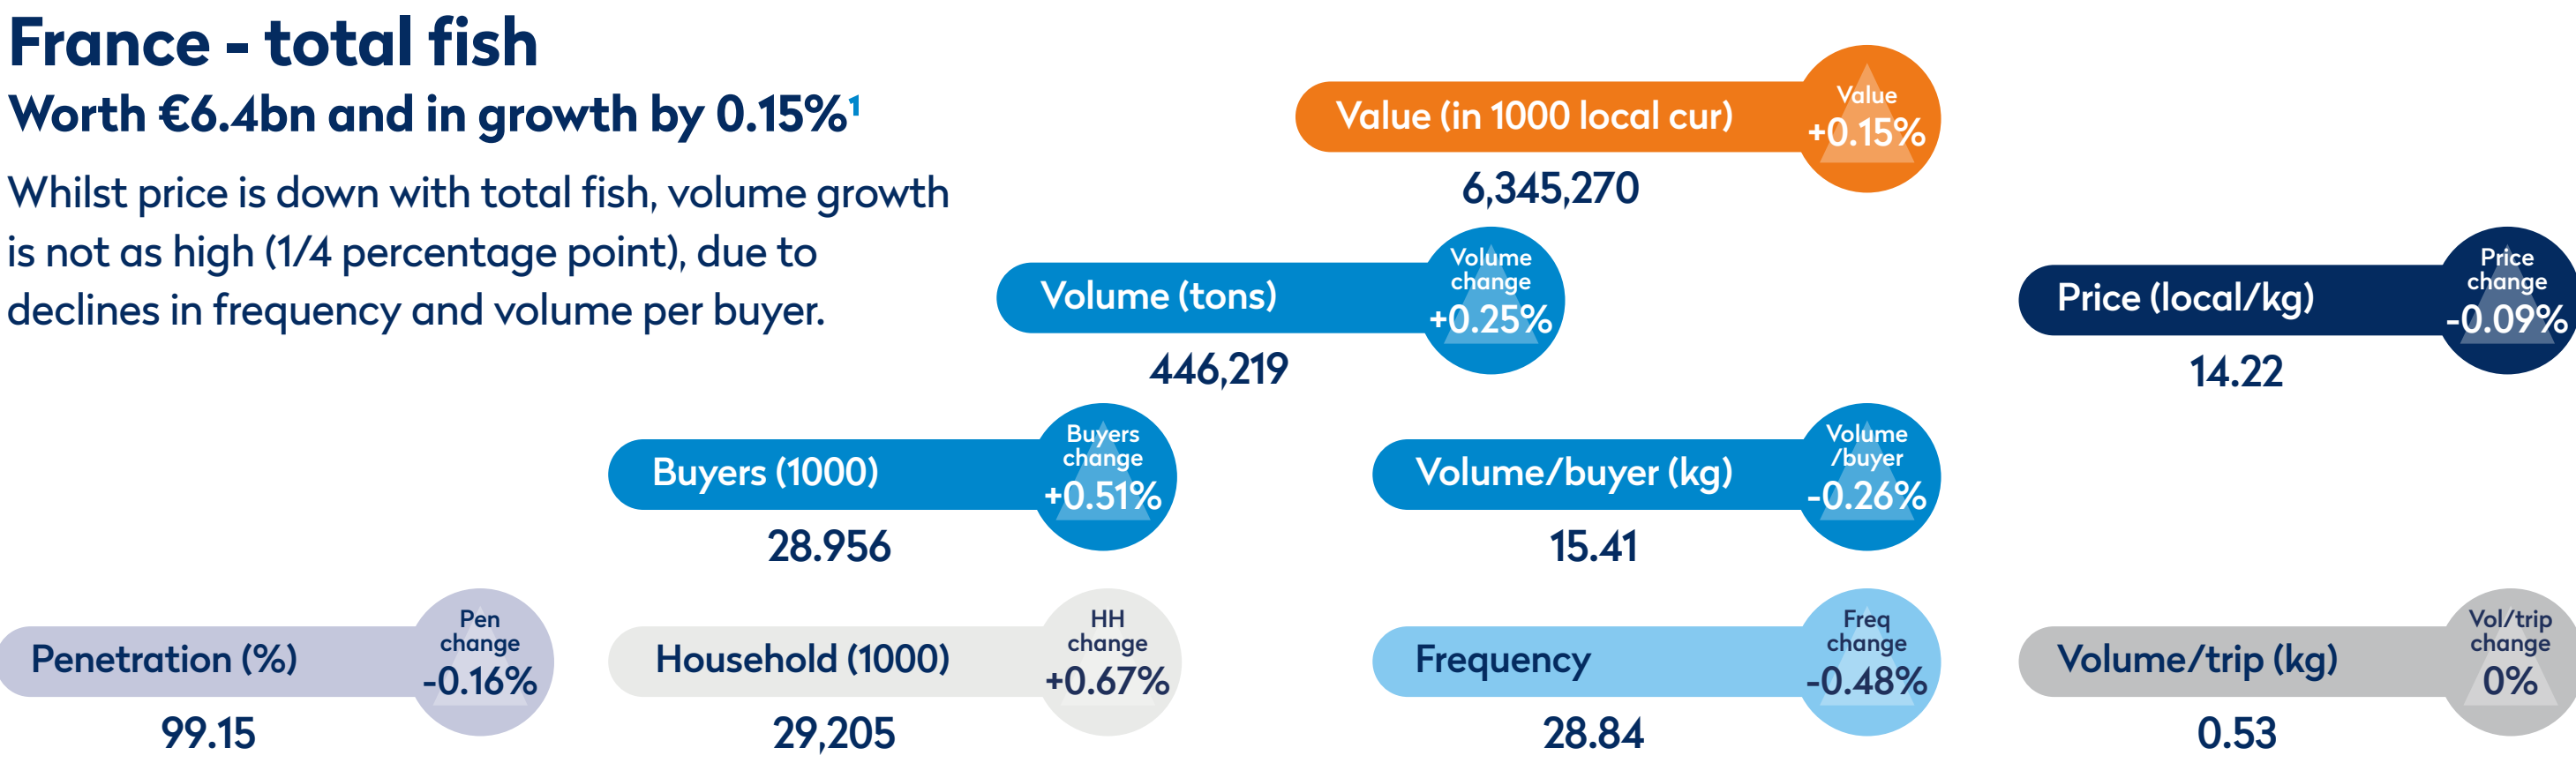 France - total fish
Worth €6.4bn and in growth by 0.15%¹
Whilst price is down with total fish, volume growth
is not as high (1/4 percentage point), due to
declines in frequency and volume per buyer.
Value (in 1000 local cur)
Value
+0.15%
6,345,270
Volume (tons)
Volume
change
+0.25%
446,219
Price (local/kg)
Price
change
-0.09%
14.22
Buyers (1000)
Buyers
change
+0.51%
28.956
Volume/buyer (kg)
Volume
/buyer
-0.26%
15.41
Penetration (%)
Pen
change
-0.16%
99.15
Household (1000)
HH
change
+0.67%
29,205
Frequency
Freq
change
-0.48%
28.84
Volume/trip (kg)
Vol/trip
change
0%
0.53